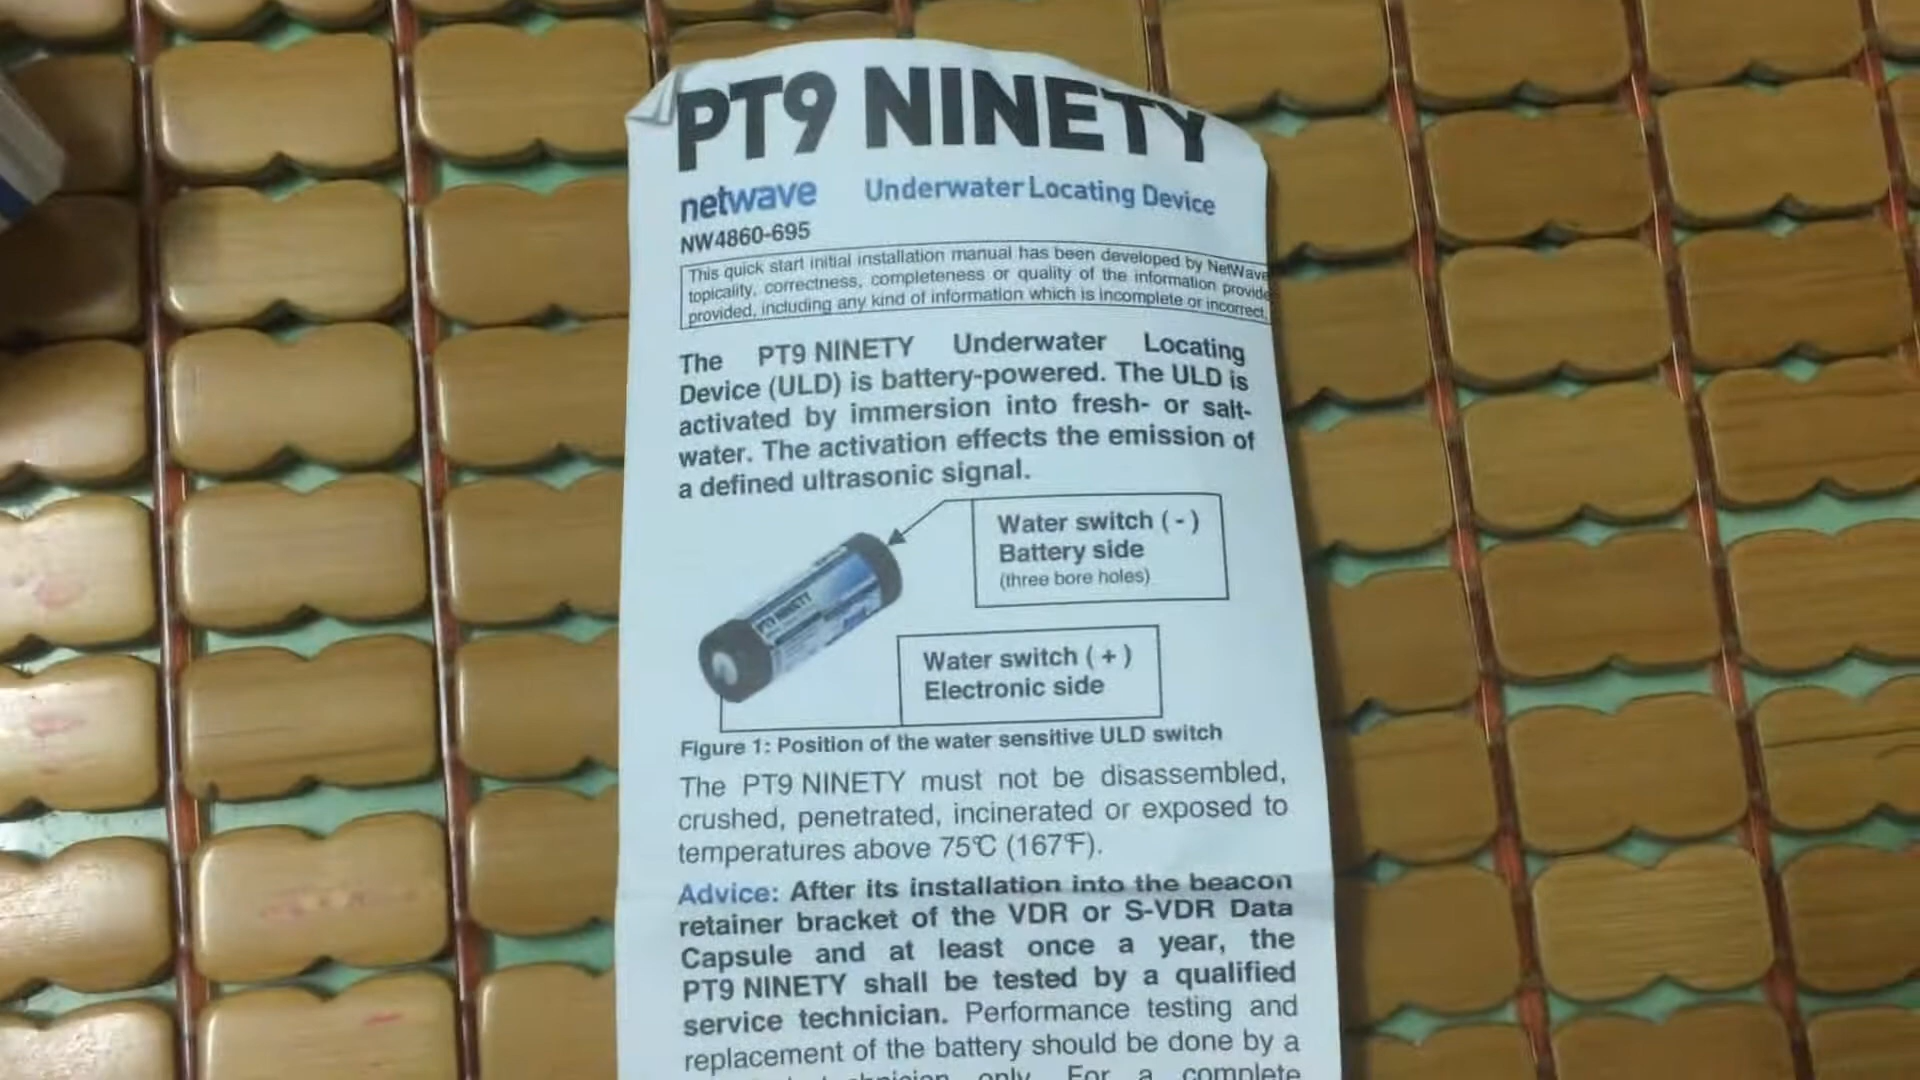 PT9 NINETY
netwave Underwater Locating Device
NW4860-695
This quick start initial installation manual has been developed by NetWave
topicality, correctness, completeness or quality of the information provide
provided, including any kind of information which is incomplete or incorrect,
The PT9 NINETY Underwater Locating
Device (ULD) is battery-powered. The ULD is
activated by immersion into fresh- or salt-
water. The activation effects the emission of
a defined ultrasonic signal.
Water switch ( - )
Battery side
(three bore holes)
PT9 NINETY
Water switch ( + )
Electronic side
Figure 1: Position of the water sensitive ULD switch
The PT9 NINETY must not be disassembled,
crushed, penetrated, incinerated or exposed to
temperatures above 75°C (167°F).
Advice: After its installation into the beacon
retainer bracket of the VDR or S-VDR Data
Capsule and at least once a year, the
PT9 NINETY shall be tested by a qualified
service technician. Performance testing and
replacement of the battery should be done by a
only. For a complete